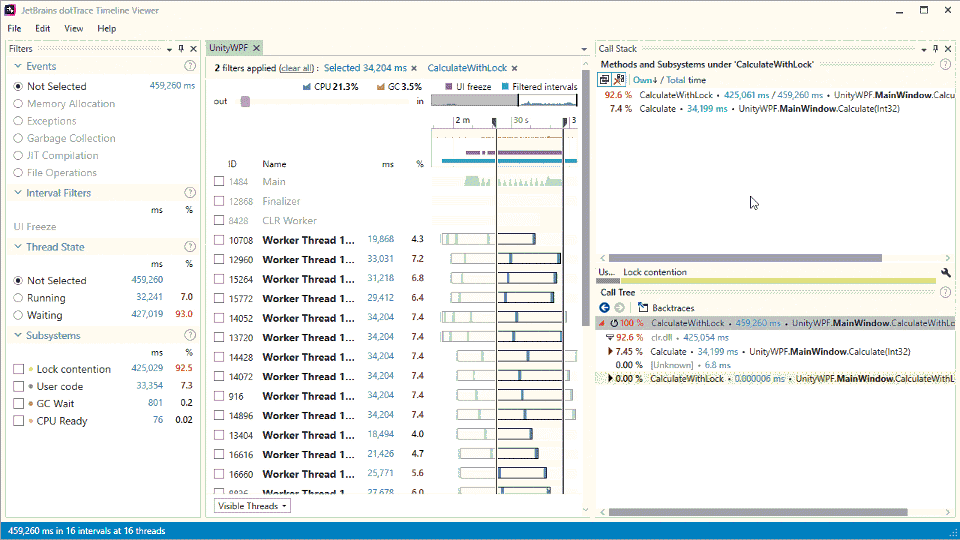 JetBrains dotTrace Timeline Viewer
File Edit View Help
Filters
Events
Not Selected 459,260 ms
Memory Allocation
Exceptions
Garbage Collection
JIT Compilation
File Operations
Interval Filters
ms %
UI Freeze
Thread State
ms %
Not Selected 459,260
Running 32,241 7.0
Waiting 427,019 93.0
Subsystems
ms %
Lock contention 425,029 92.5
User code 33,354 7.3
GC Wait 801 0.2
CPU Ready 76 0.02
UnityWPF
2 filters applied (clear all) : Selected 34,204 ms CalculateWithLock
CPU 21.3% GC 3.5% UI freeze Filtered intervals
out in
2 m 30 s 3
ID Name ms %
1484 Main
12868 Finalizer
8428 CLR Worker
10708 Worker Thread 1... 19,868 4.3
12960 Worker Thread 1... 33,031 7.2
15264 Worker Thread 1... 31,218 6.8
15772 Worker Thread 1... 29,412 6.4
14052 Worker Thread 1... 34,204 7.4
13720 Worker Thread 1... 34,204 7.4
14428 Worker Thread 1... 34,204 7.4
14072 Worker Thread 1... 34,204 7.4
916 Worker Thread 1... 34,204 7.4
14896 Worker Thread 1... 34,204 7.4
13404 Worker Thread 1... 18,494 4.0
16616 Worker Thread 1... 21,426 4.7
16660 Worker Thread 1... 25,771 5.6
8836 Worker Thread 1... 27,678 6.0
Visible Threads
Call Stack
Methods and Subsystems under 'CalculateWithLock'
Own↓ / Total time
92.6 % CalculateWithLock • 425,061 ms / 459,260 ms • UnityWPF.MainWindow.Calcu
7.4 % Calculate • 34,199 ms • UnityWPF.MainWindow.Calculate(Int32)
Us... Lock contention
Call Tree
Backtraces
100 % CalculateWithLock • 459,260 ms • UnityWPF.MainWindow.CalculateWithLo
92.6 % clr.dll • 425,054 ms
7.45 % Calculate • 34,199 ms • UnityWPF.MainWindow.Calculate(Int32)
0.00 % [Unknown] • 6.8 ms
0.00 % CalculateWithLock • 0.000006 ms • UnityWPF.MainWindow.CalculateWithL
459,260 ms in 16 intervals at 16 threads